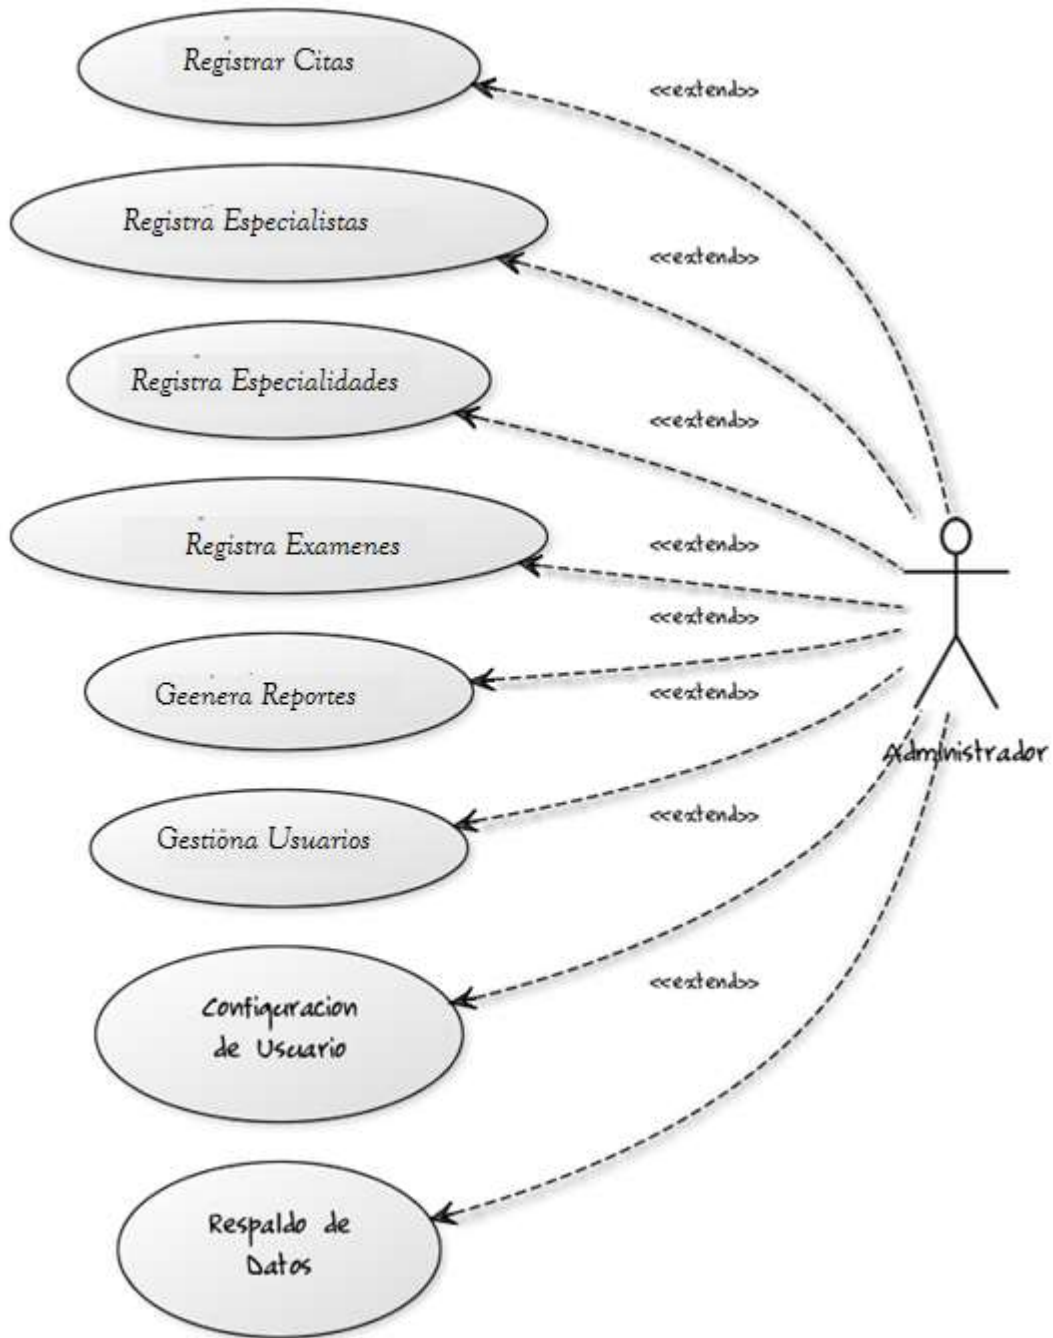 Registrar Citas
<<extend>>
Registra Especialistas
<<extend>>
Registra Especialidades
<<extend>>
Registra Examenes
<<extend>>
<<extend>>
Geenera Reportes
<<extend>>
Administrador
Gestiona Usuarios
<<extend>>
<<extend>>
Configuracion
de Usuario
Respaldo de
Datos